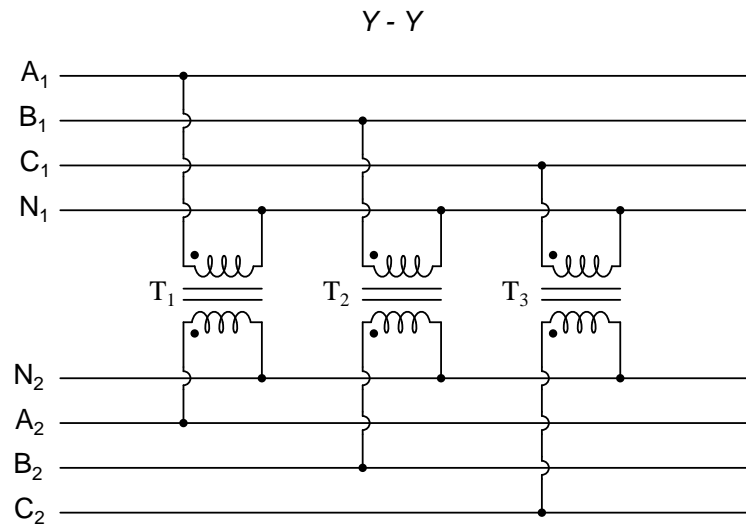 Y - Y
A₁
B₁
C₁
N₁
T₁ T₂ T₃
N₂
A₂
B₂
C₂